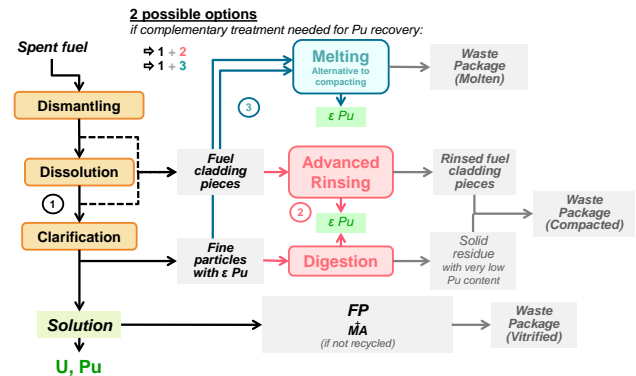 2 possible options
if complementary treatment needed for Pu recovery:
⇨ 1 + 2
⇨ 1 + 3
Spent fuel
Dismantling
Dissolution
1
Clarification
Solution
U, Pu
Fuel
cladding
pieces
Fine
particles
with ε Pu
3
Melting
Alternative to
compacting
ε Pu
Waste
Package
(Molten)
Advanced
Rinsing
2
ε Pu
Digestion
Rinsed fuel
cladding
pieces
Solid
residue
with very low
Pu content
Waste
Package
(Compacted)
FP
+
MA
(if not recycled)
Waste
Package
(Vitrified)